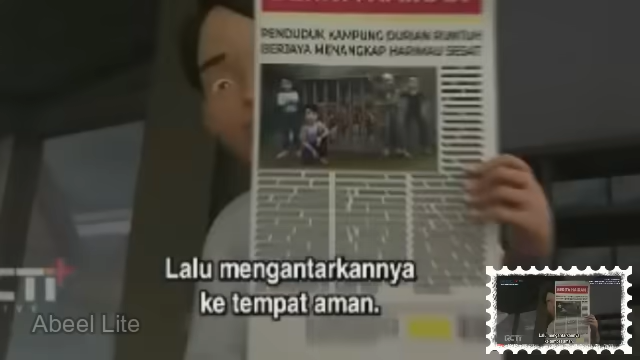 PENDUDUK KAMPUNG DURIAN RUNTUH
BERJAYA MENANGKAP HARIMAU SESAT
Lalu mengantarkannya
ke tempat aman.
Abeel Lite